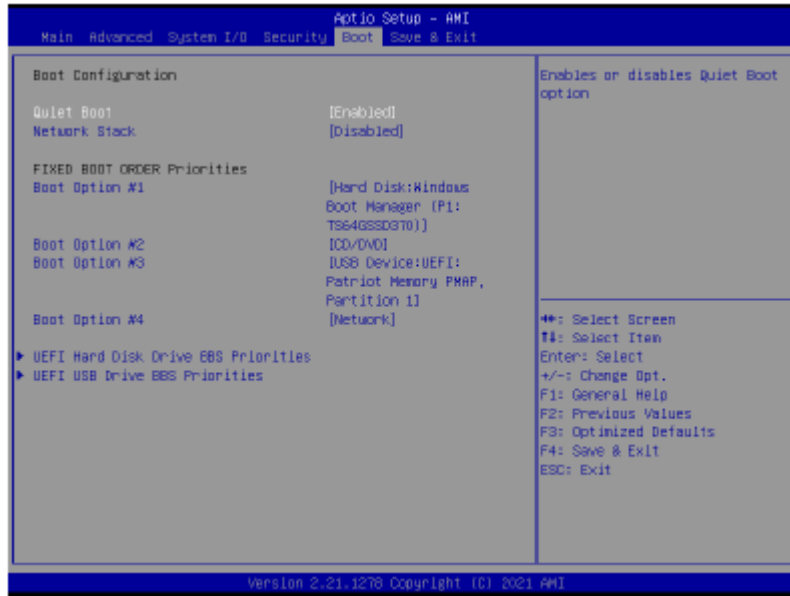 Aptio Setup - AMI
Main Advanced System I/O Security Boot Save & Exit
Boot Configuration
Quiet Boot [Enabled]
Network Stack [Disabled]
FIXED BOOT ORDER Priorities
Boot Option #1 [Hard Disk:Windows
Boot Manager (P1:
TS64GSSD370)]
Boot Option #2 [CD/DVD]
Boot Option #3 [USB Device:UEFI:
Patriot Memory PMAP,
Partition 1]
Boot Option #4 [Network]
UEFI Hard Disk Drive BBS Priorities
UEFI USB Drive BBS Priorities
Enables or disables Quiet Boot
option
→←: Select Screen
↑↓: Select Item
Enter: Select
+/-: Change Opt.
F1: General Help
F2: Previous Values
F3: Optimized Defaults
F4: Save & Exit
ESC: Exit
Version 2.21.1278 Copyright (C) 2021 AMI